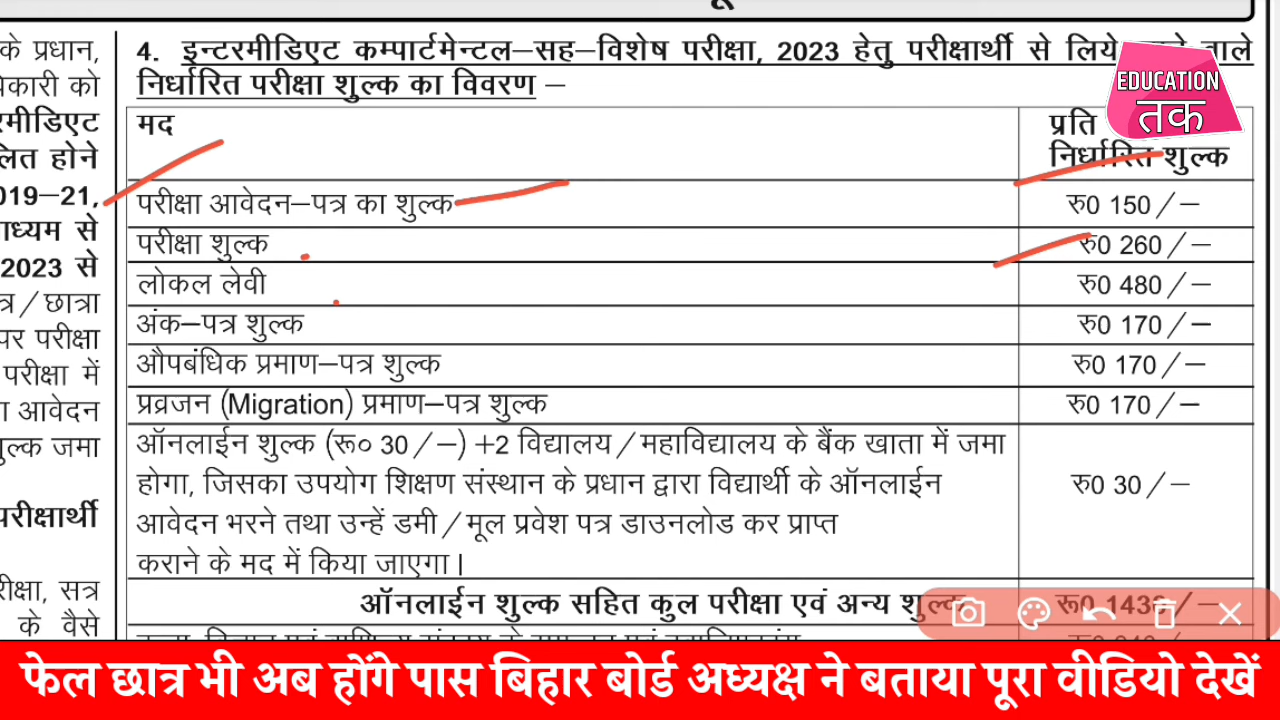 के प्रधान,
धिकारी को
रमीडिएट
लित होने
019–21,
ाध्यम से
2023 से
त्र/छात्रा
पर परीक्षा
परीक्षा में
ा आवेदन
ुल्क जमा
परीक्षार्थी
रीक्षा, सत्र
के वैसे
4. इन्टरमीडिएट कम्पार्टमेन्टल–सह–विशेष परीक्षा, 2023 हेतु परीक्षार्थी से लिये वाले
निर्धारित परीक्षा शुल्क का विवरण –
EDUCATION
तक
मद
प्रति
निर्धारित शुल्क
परीक्षा आवेदन–पत्र का शुल्क रु0 150/–
परीक्षा शुल्क रु0 260/–
लोकल लेवी रु0 480/–
अंक–पत्र शुल्क रु0 170/–
औपबंधिक प्रमाण–पत्र शुल्क रु0 170/–
प्रव्रजन (Migration) प्रमाण–पत्र शुल्क रु0 170/–
ऑनलाईन शुल्क (रू० 30/–) +2 विद्यालय/महाविद्यालय के बैंक खाता में जमा
होगा, जिसका उपयोग शिक्षण संस्थान के प्रधान द्वारा विद्यार्थी के ऑनलाईन रु0 30/–
आवेदन भरने तथा उन्हें डमी/मूल प्रवेश पत्र डाउनलोड कर प्राप्त
कराने के मद में किया जाएगा।
ऑनलाईन शुल्क सहित कुल परीक्षा एवं अन्य शुल्क रू0 1430/–
फेल छात्र भी अब होंगे पास बिहार बोर्ड अध्यक्ष ने बताया पूरा वीडियो देखें